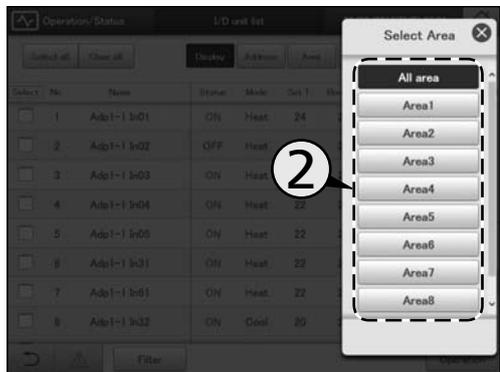 Operation/Status I/D unit list
Select Area
Select all Clear all Display Address Area
All area
Area1
Area2
Area3
Area4
Area5
Area6
Area7
Area8
2
Select No. Name Status Mode Set T.
1 Adp1-1 In01 ON Heat 24
2 Adp1-1 In02 OFF Heat
3 Adp1-1 In03 ON Heat 22
4 Adp1-1 In04 ON Heat 22
5 Adp1-1 In05 ON Heat 22
6 Adp1-1 In31 ON Heat 22
7 Adp1-1 In61 ON Heat 22
8 Adp1-1 In32 ON Cool 20
Filter Operation